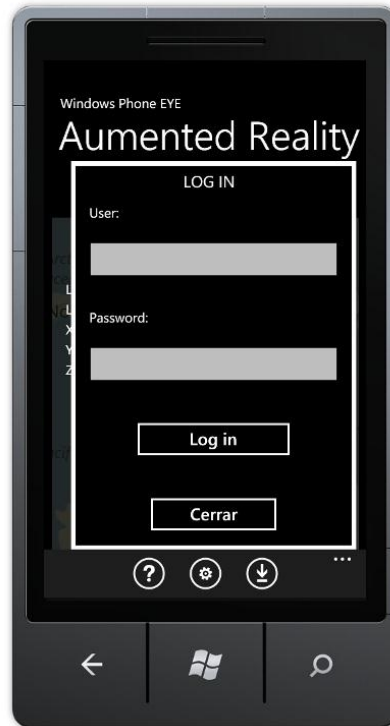 Windows Phone EYE
Aumented Reality
LOG IN
User:
L
L
X
Y
Z
Password:
Log in
Cerrar
?
...